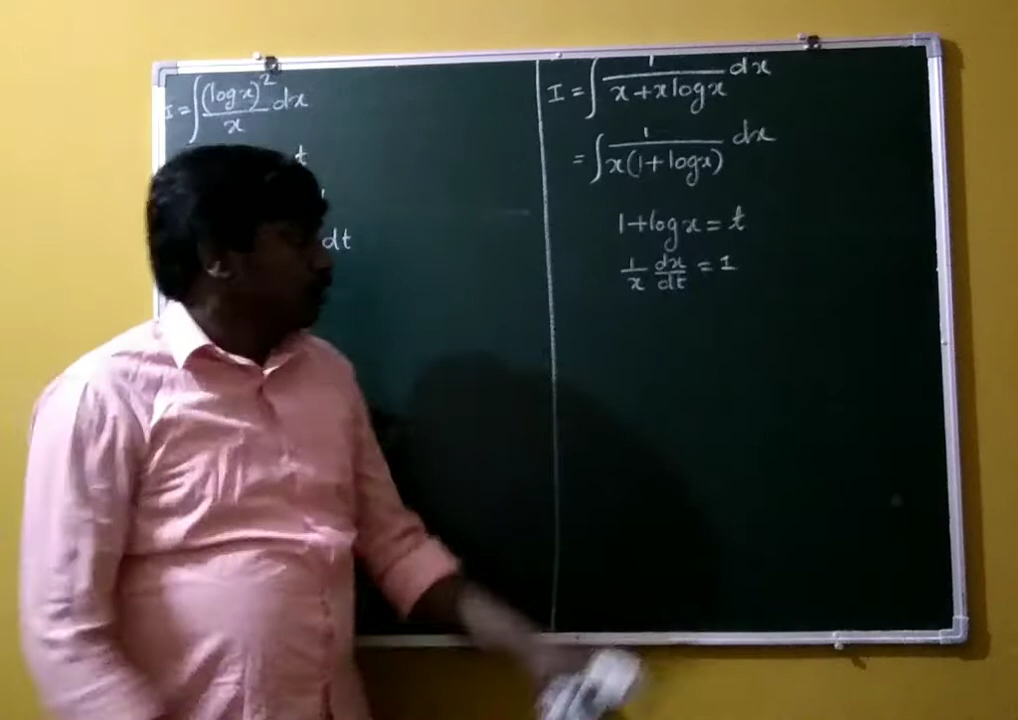 I = ∫ (log x)² / x dx
t
dt
I = ∫ 1 / (x + x log x) dx
= ∫ 1 / (x(1 + log x)) dx
1 + log x = t
1/x dx/dt = 1